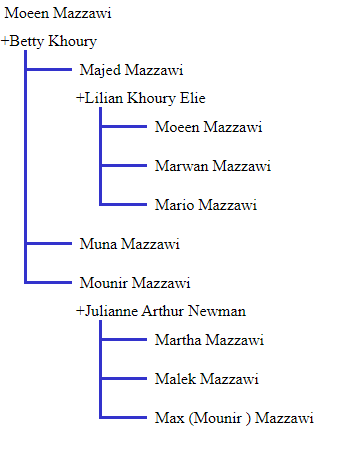 Moeen Mazzawi
+Betty Khoury
Majed Mazzawi
+Lilian Khoury Elie
Moeen Mazzawi
Marwan Mazzawi
Mario Mazzawi
Muna Mazzawi
Mounir Mazzawi
+Julianne Arthur Newman
Martha Mazzawi
Malek Mazzawi
Max (Mounir ) Mazzawi